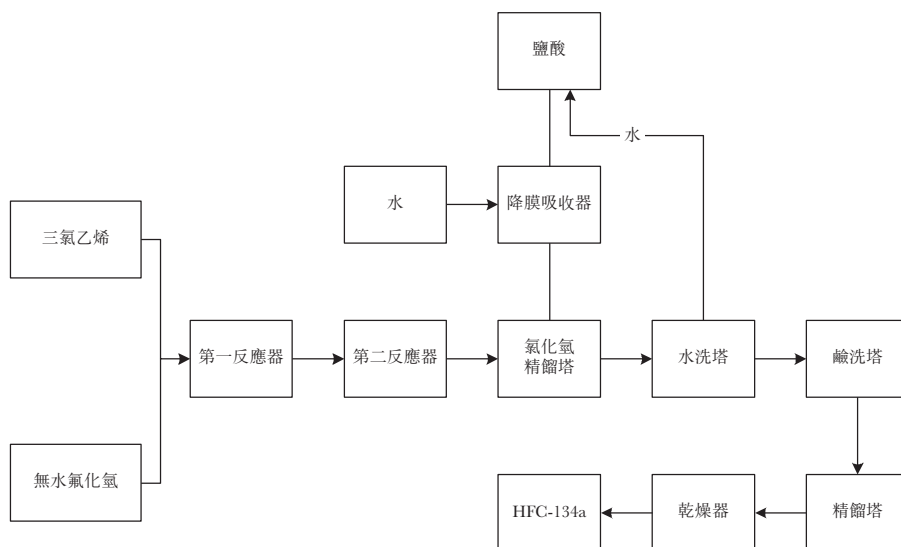 鹽酸
水
水
降膜吸收器
三氯乙烯
第一反應器
第二反應器
氯化氫
精餾塔
水洗塔
鹼洗塔
無水氟化氫
HFC-134a
乾燥器
精餾塔